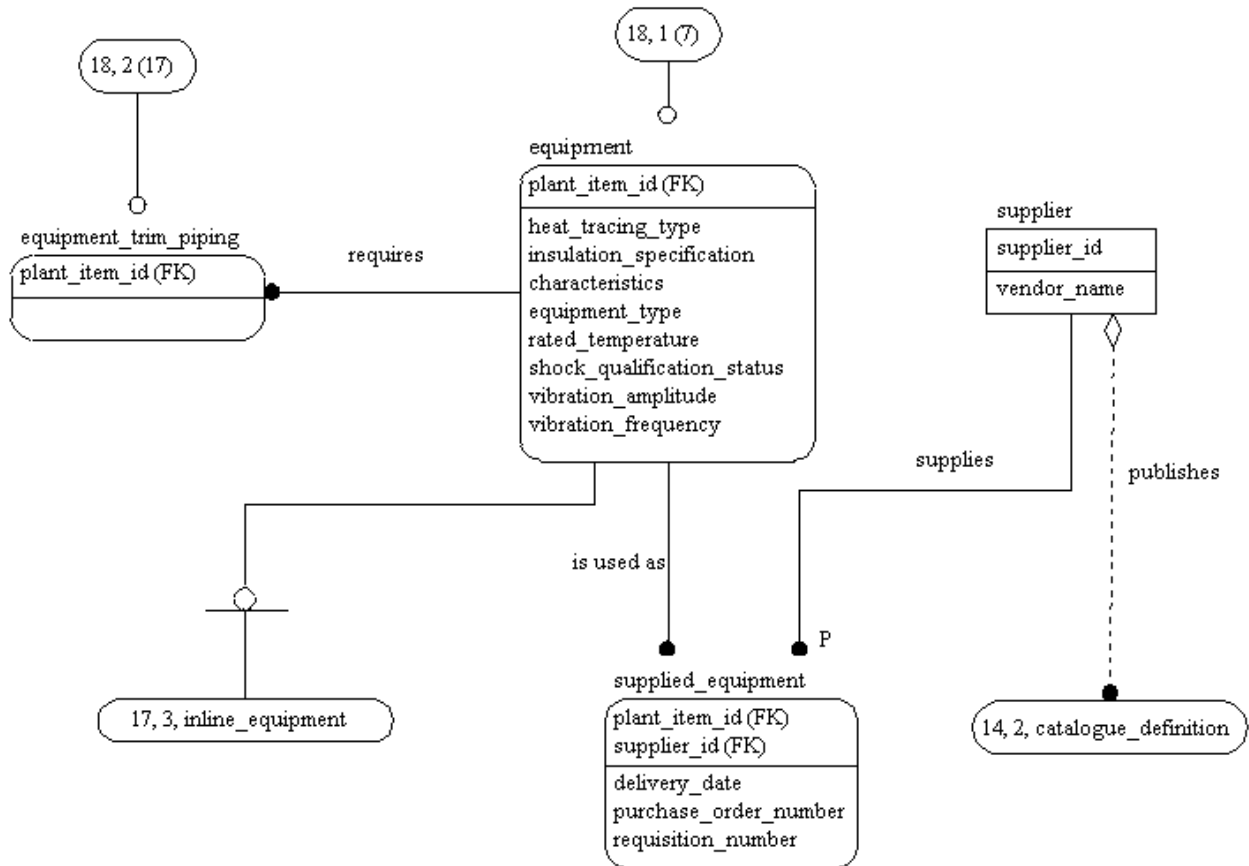 18, 2 (17)
18, 1 (7)
equipment
plant_item_id (FK)
heat_tracing_type
insulation_specification
characteristics
equipment_type
rated_temperature
shock_qualification_status
vibration_amplitude
vibration_frequency
equipment_trim_piping
plant_item_id (FK)
requires
supplier
supplier_id
vendor_name
supplies
publishes
is used as
P
17, 3, inline_equipment
supplied_equipment
plant_item_id (FK)
supplier_id (FK)
delivery_date
purchase_order_number
requisition_number
14, 2, catalogue_definition